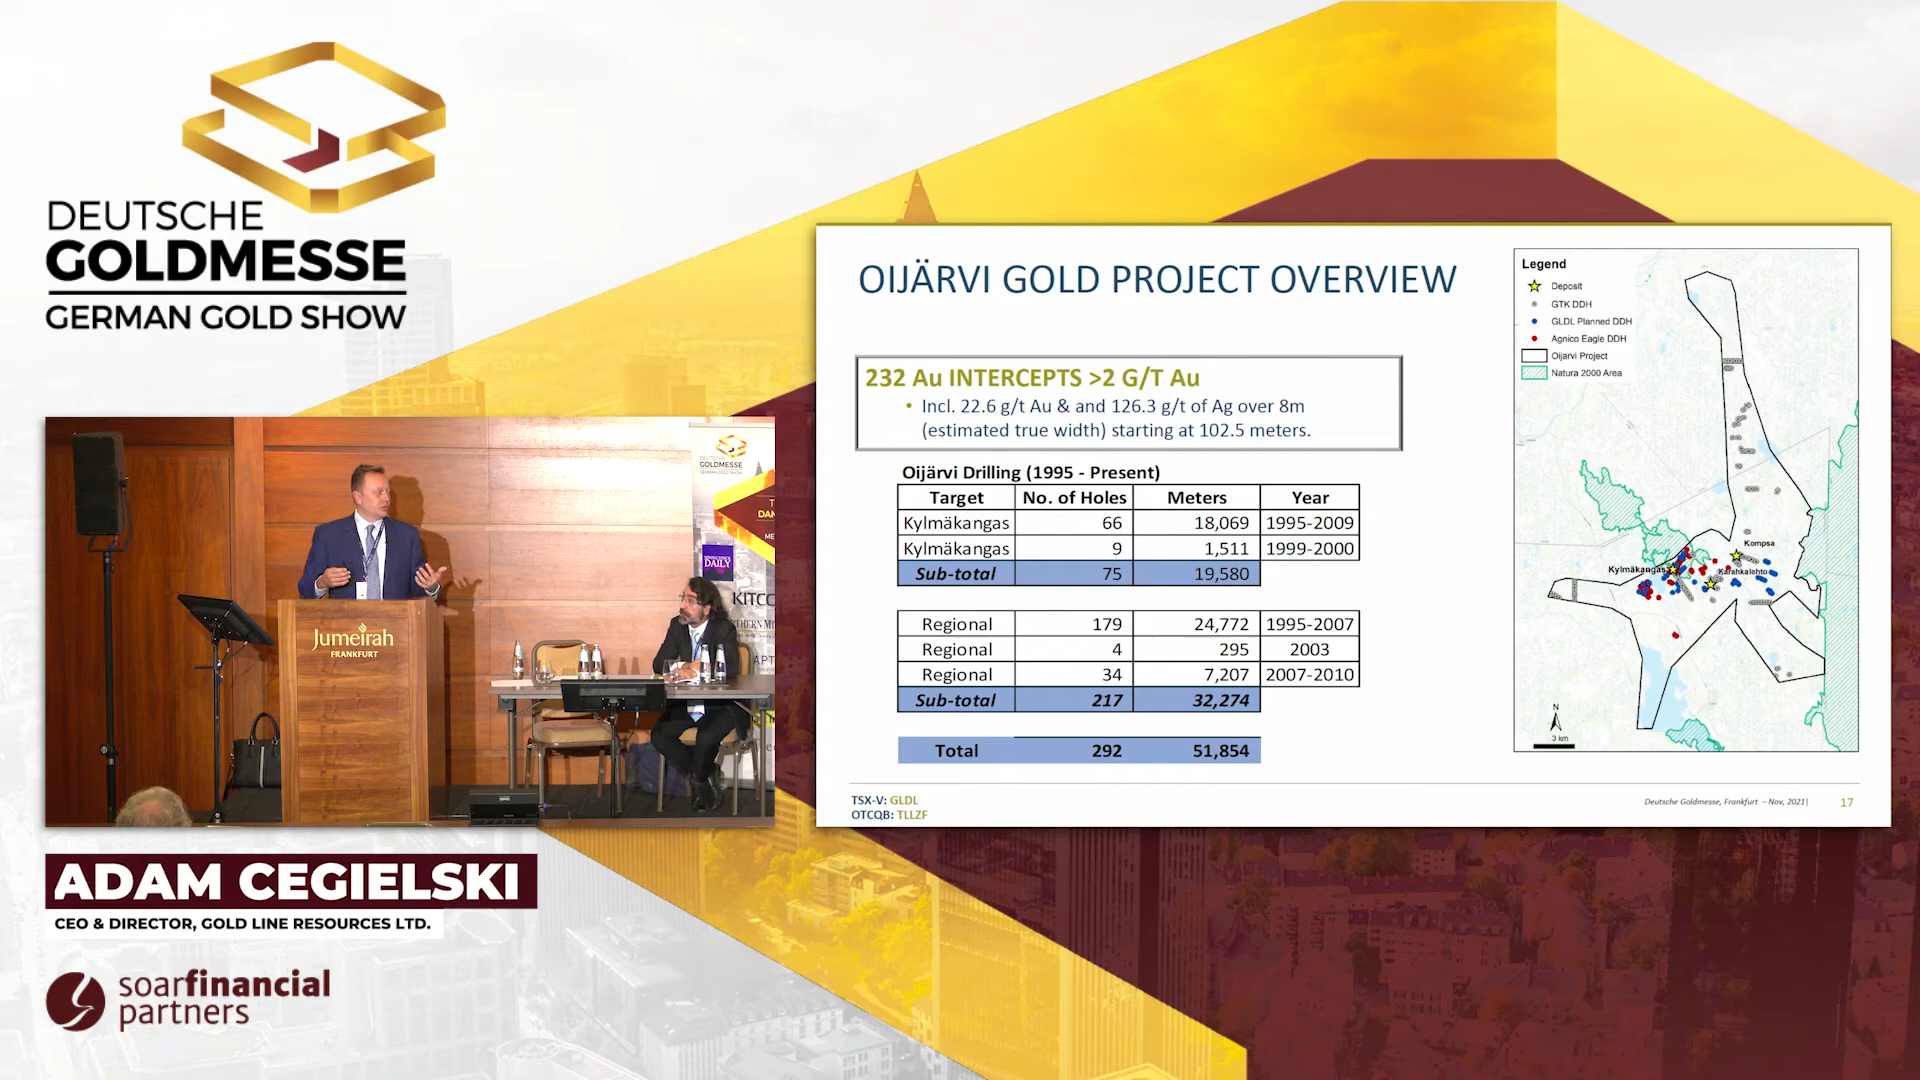 DEUTSCHE
GOLDMESSE
GERMAN GOLD SHOW
DEUTSCHE
GOLDMESSE
GERMAN GOLD SHOW
DAILY
KITCO
Jumeirah
FRANKFURT
ADAM CEGIELSKI
CEO & DIRECTOR, GOLD LINE RESOURCES LTD.
soarfinancial
partners
OIJÄRVI GOLD PROJECT OVERVIEW
232 Au INTERCEPTS >2 G/T Au
• Incl. 22.6 g/t Au & and 126.3 g/t of Ag over 8m
(estimated true width) starting at 102.5 meters.
Oijärvi Drilling (1995 - Present)
Target No. of Holes Meters Year
Kylmäkangas 66 18,069 1995-2009
Kylmäkangas 9 1,511 1999-2000
Sub-total 75 19,580
Regional 179 24,772 1995-2007
Regional 4 295 2003
Regional 34 7,207 2007-2010
Sub-total 217 32,274
Total 292 51,854
Legend
Deposit
GTK DDH
GLDL Planned DDH
Agnico Eagle DDH
Oijarvi Project
Natura 2000 Area
Kompsa
Kylmäkangas
Karahkalehto
N
3 km
TSX-V: GLDL
OTCQB: TLLZF
Deutsche Goldmesse, Frankfurt – Nov, 2021|
17